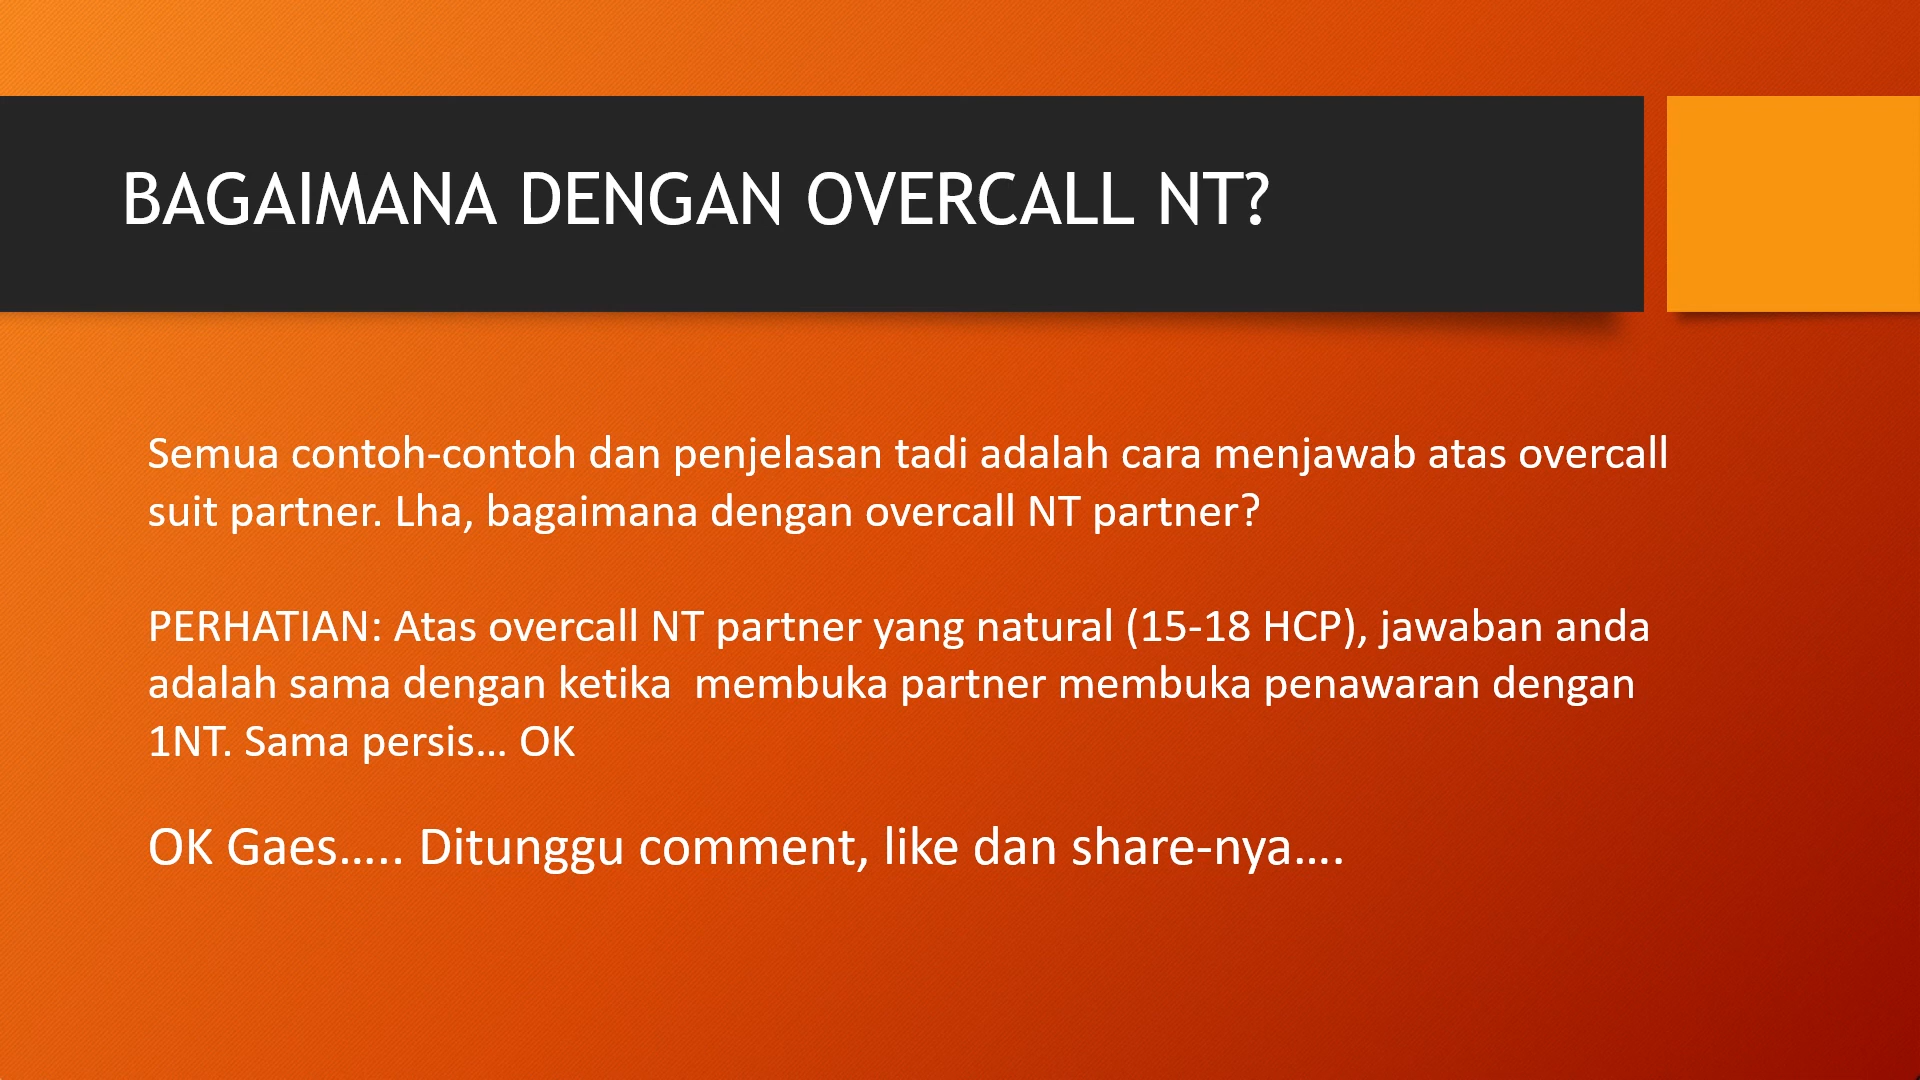 BAGAIMANA DENGAN OVERCALL NT?
Semua contoh-contoh dan penjelasan tadi adalah cara menjawab atas overcall
suit partner. Lha, bagaimana dengan overcall NT partner?
PERHATIAN: Atas overcall NT partner yang natural (15-18 HCP), jawaban anda
adalah sama dengan ketika  membuka partner membuka penawaran dengan
1NT. Sama persis... OK
OK Gaes..... Ditunggu comment, like dan share-nya....